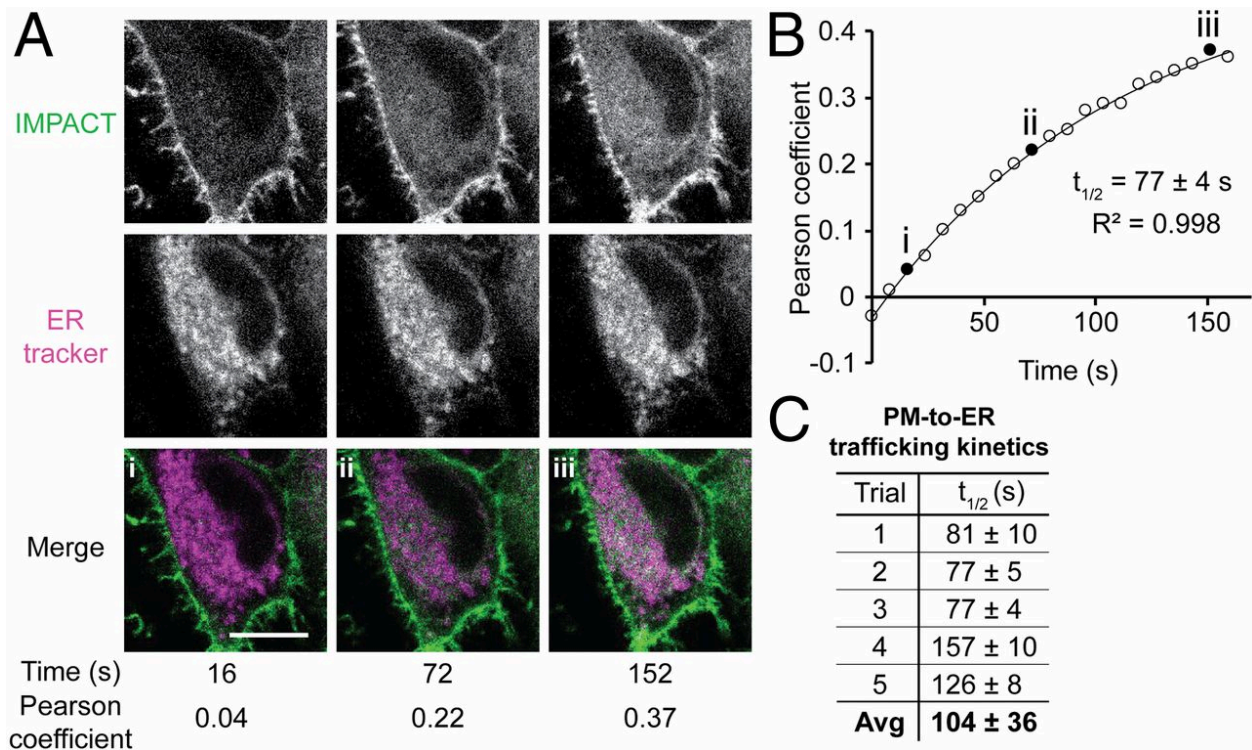 A
IMPACT
ER
tracker
Merge
i
ii
iii
Time (s) 16 72 152
Pearson
coefficient 0.04 0.22 0.37
B
Pearson coefficient
0.4
0.3
0.2
0.1
0
-0.1
50 100 150
Time (s)
i
ii
iii
t1/2 = 77 ± 4 s
R² = 0.998
C
PM-to-ER
trafficking kinetics
Trial t1/2 (s)
1 81 ± 10
2 77 ± 5
3 77 ± 4
4 157 ± 10
5 126 ± 8
Avg 104 ± 36